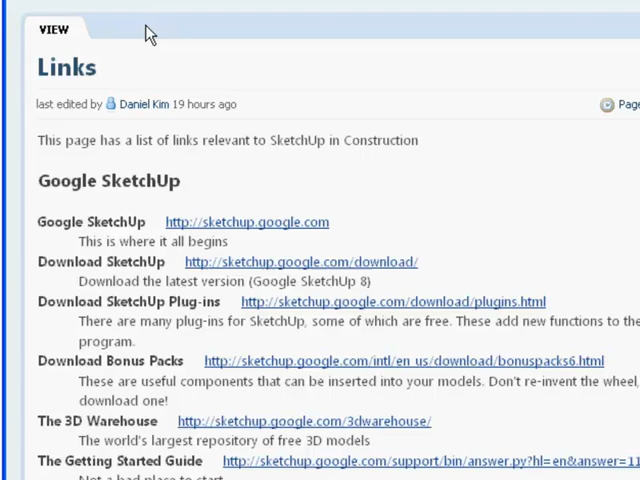 VIEW
Links
last edited by Daniel Kim 19 hours ago Page
This page has a list of links relevant to SketchUp in Construction
Google SketchUp
Google SketchUp http://sketchup.google.com
This is where it all begins
Download SketchUp http://sketchup.google.com/download/
Download the latest version (Google SketchUp 8)
Download SketchUp Plug-ins http://sketchup.google.com/download/plugins.html
There are many plug-ins for SketchUp, some of which are free. These add new functions to the
program.
Download Bonus Packs http://sketchup.google.com/intl/en_us/download/bonuspacks6.html
These are useful components that can be inserted into your models. Don't re-invent the wheel,
download one!
The 3D Warehouse http://sketchup.google.com/3dwarehouse/
The world's largest repository of free 3D models
The Getting Started Guide http://sketchup.google.com/support/bin/answer.py?hl=en&answer=11
Not a bad place to start